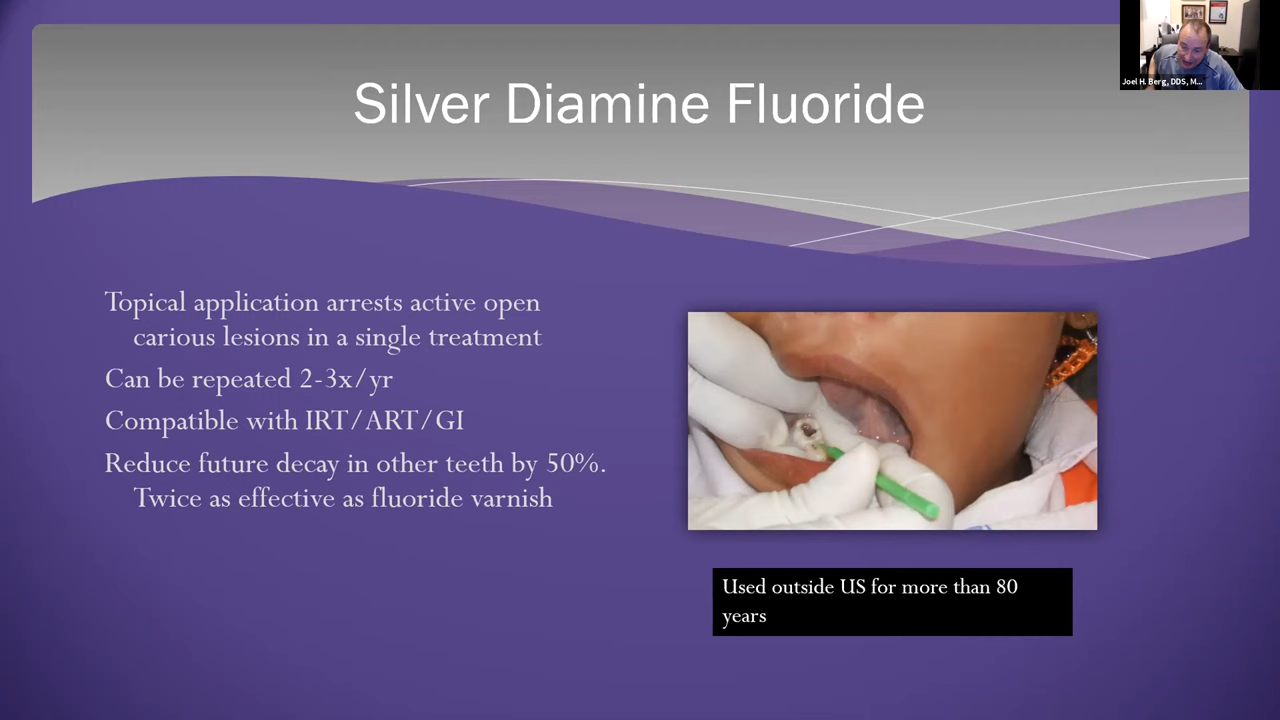 Joel H. Berg, DDS, M...
Silver Diamine Fluoride
Topical application arrests active open
carious lesions in a single treatment
Can be repeated 2-3x/yr
Compatible with IRT/ART/GI
Reduce future decay in other teeth by 50%.
Twice as effective as fluoride varnish
Used outside US for more than 80
years